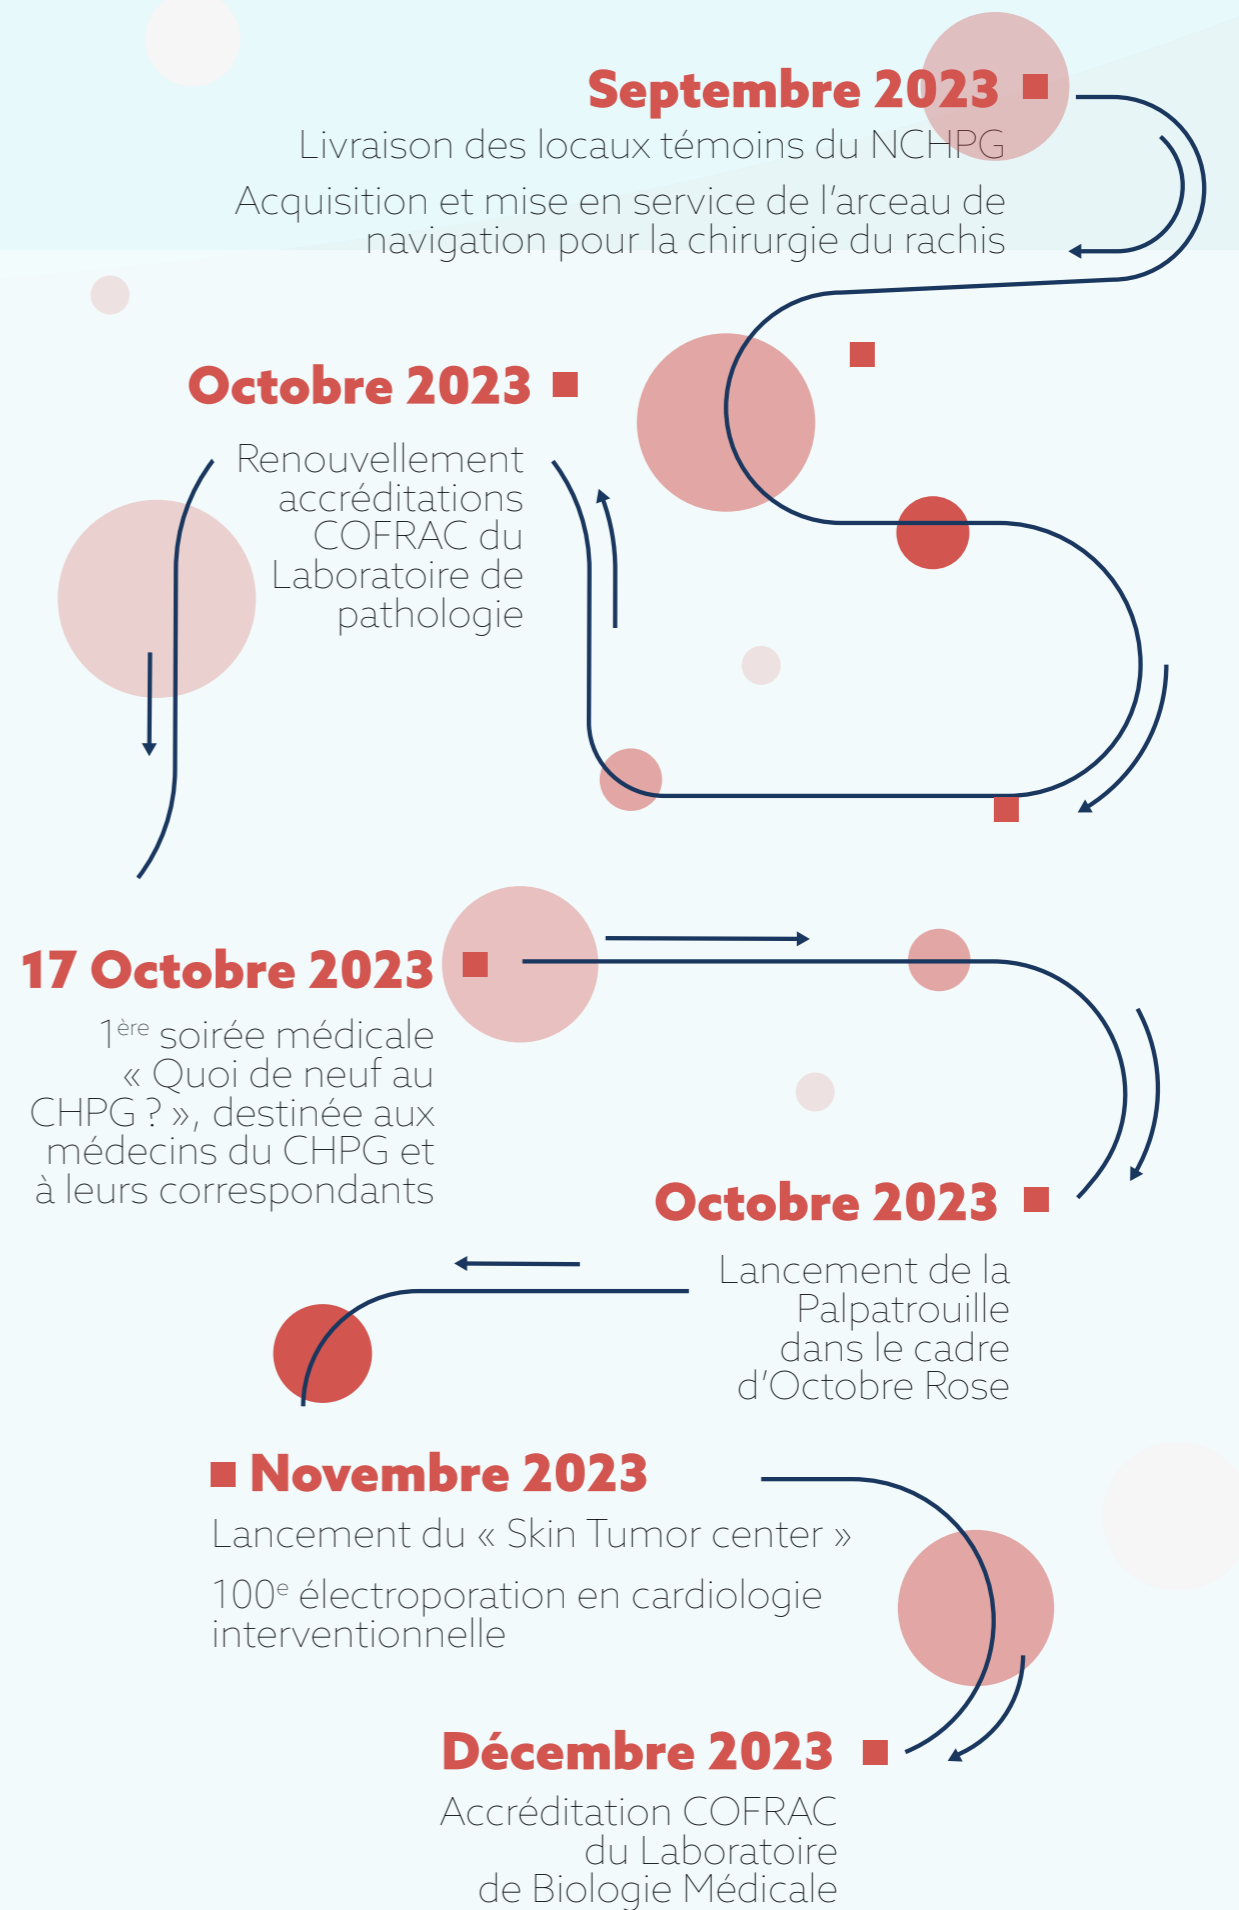 Septembre 2023
Livraison des locaux témoins du NCHPG
Acquisition et mise en service de l'arceau de
navigation pour la chirurgie du rachis
Octobre 2023
Renouvellement
accréditations
COFRAC du
Laboratoire de
pathologie
17 Octobre 2023
1ère soirée médicale
« Quoi de neuf au
CHPG ? », destinée aux
médecins du CHPG et
à leurs correspondants
Octobre 2023
Lancement de la
Palpatrouille
dans le cadre
d'Octobre Rose
Novembre 2023
Lancement du « Skin Tumor center »
100e électroporation en cardiologie
interventionnelle
Décembre 2023
Accréditation COFRAC
du Laboratoire
de Biologie Médicale